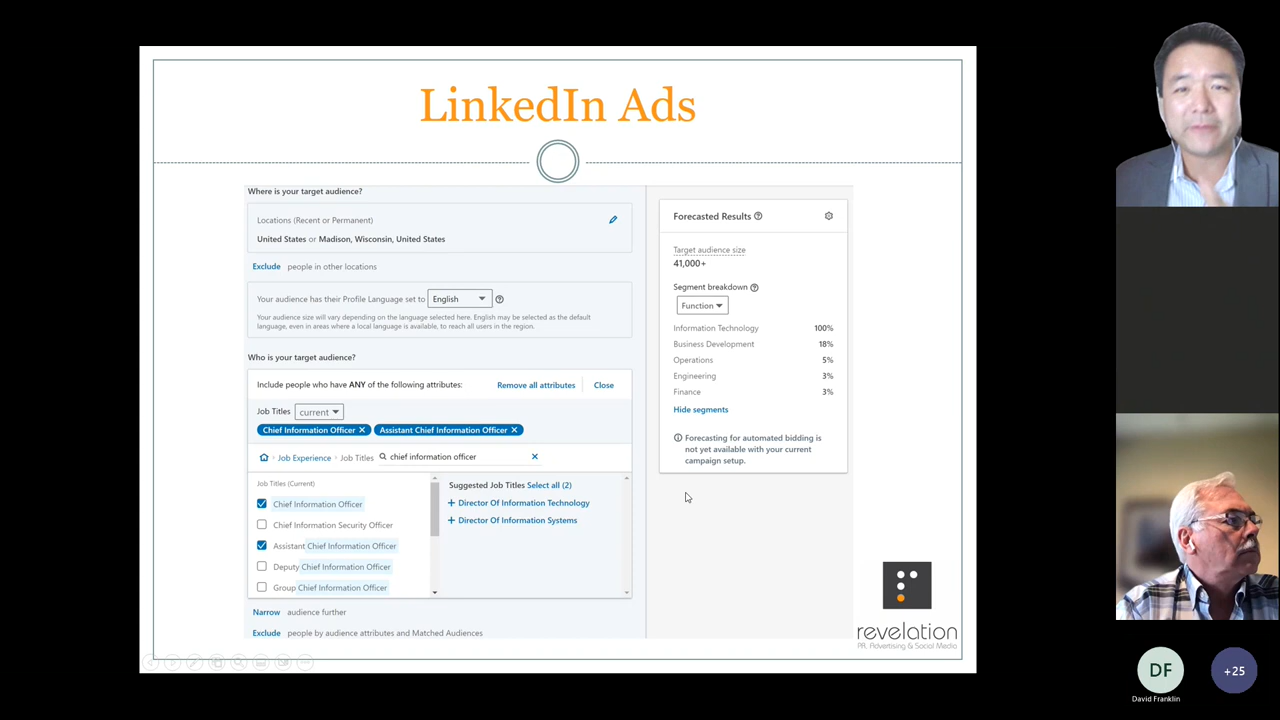 LinkedIn Ads
Where is your target audience?
Locations (Recent or Permanent)
United States or Madison, Wisconsin, United States
Exclude people in other locations
Your audience has their Profile Language set to English
Your audience size will vary depending on the language selected here. English may be selected as the default
language, even in areas where a local language is available, to reach all users in the region.
Who is your target audience?
Include people who have ANY of the following attributes: Remove all attributes Close
Job Titles current
Chief Information Officer Assistant Chief Information Officer
Job Experience Job Titles chief information officer
Job Titles (Current)
Chief Information Officer
Chief Information Security Officer
Assistant Chief Information Officer
Deputy Chief Information Officer
Group Chief Information Officer
Suggested Job Titles Select all (2)
+ Director Of Information Technology
+ Director Of Information Systems
Narrow audience further
Exclude people by audience attributes and Matched Audiences
Forecasted Results
Target audience size
41,000+
Segment breakdown
Function
Information Technology 100%
Business Development 18%
Operations 5%
Engineering 3%
Finance 3%
Hide segments
Forecasting for automated bidding is
not yet available with your current
campaign setup.
revelation
PR, Advertising & Social Media
DF
David Franklin
+25